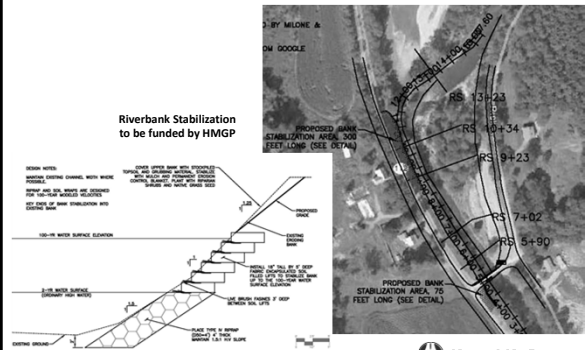 Riverbank Stabilization
to be funded by HMGP
D BY MILONE &
OM GOOGLE
PROPOSED BANK
STABILIZATION AREA, 300
FEET LONG (SEE DETAIL)
RS 13+23
RS 10+34
RS 9+23
RS 7+02
RS 5+90
PROPOSED BANK
STABILIZATION AREA, 75
FEET LONG (SEE DETAIL)
DESIGN NOTES:
MAINTAIN EXISTING CHANNEL WIDTH WHERE
POSSIBLE.
RIPRAP AND SOIL WRAPS ARE DESIGNED
FOR 100-YEAR MODELED VELOCITIES
KEY ENDS OF BANK STABILIZATION INTO
EXISTING BANK
COVER UPPER BANK WITH STOCKPILED
TOPSOIL AND GRUBBING MATERIAL, STABILIZE
WITH MULCH AND PERMANENT EROSION
CONTROL BLANKET, PLANT WITH RIPARIAN
SHRUBS AND NATIVE GRASS SEED
1.25
1
PROPOSED
GRADE
EXISTING
ERODING
BANK
100-YR WATER SURFACE ELEVATION
INSTALL 18" TALL BY 5' DEEP
FABRIC ENCAPSULATED SOIL
FILLED LIFTS TO STABILIZE BANK
UP TO THE 100-YEAR WATER
SURFACE ELEVATION
2-YR WATER SURFACE
(ORDINARY HIGH WATER)
LIVE BRUSH FASINES 3' DEEP
BETWEEN SOIL LIFTS
1.5
PLACE TYPE IV RIPRAP
4' THICK
MAINTAIN 1.5:1 H:V SLOPE
EXISTING GROUND